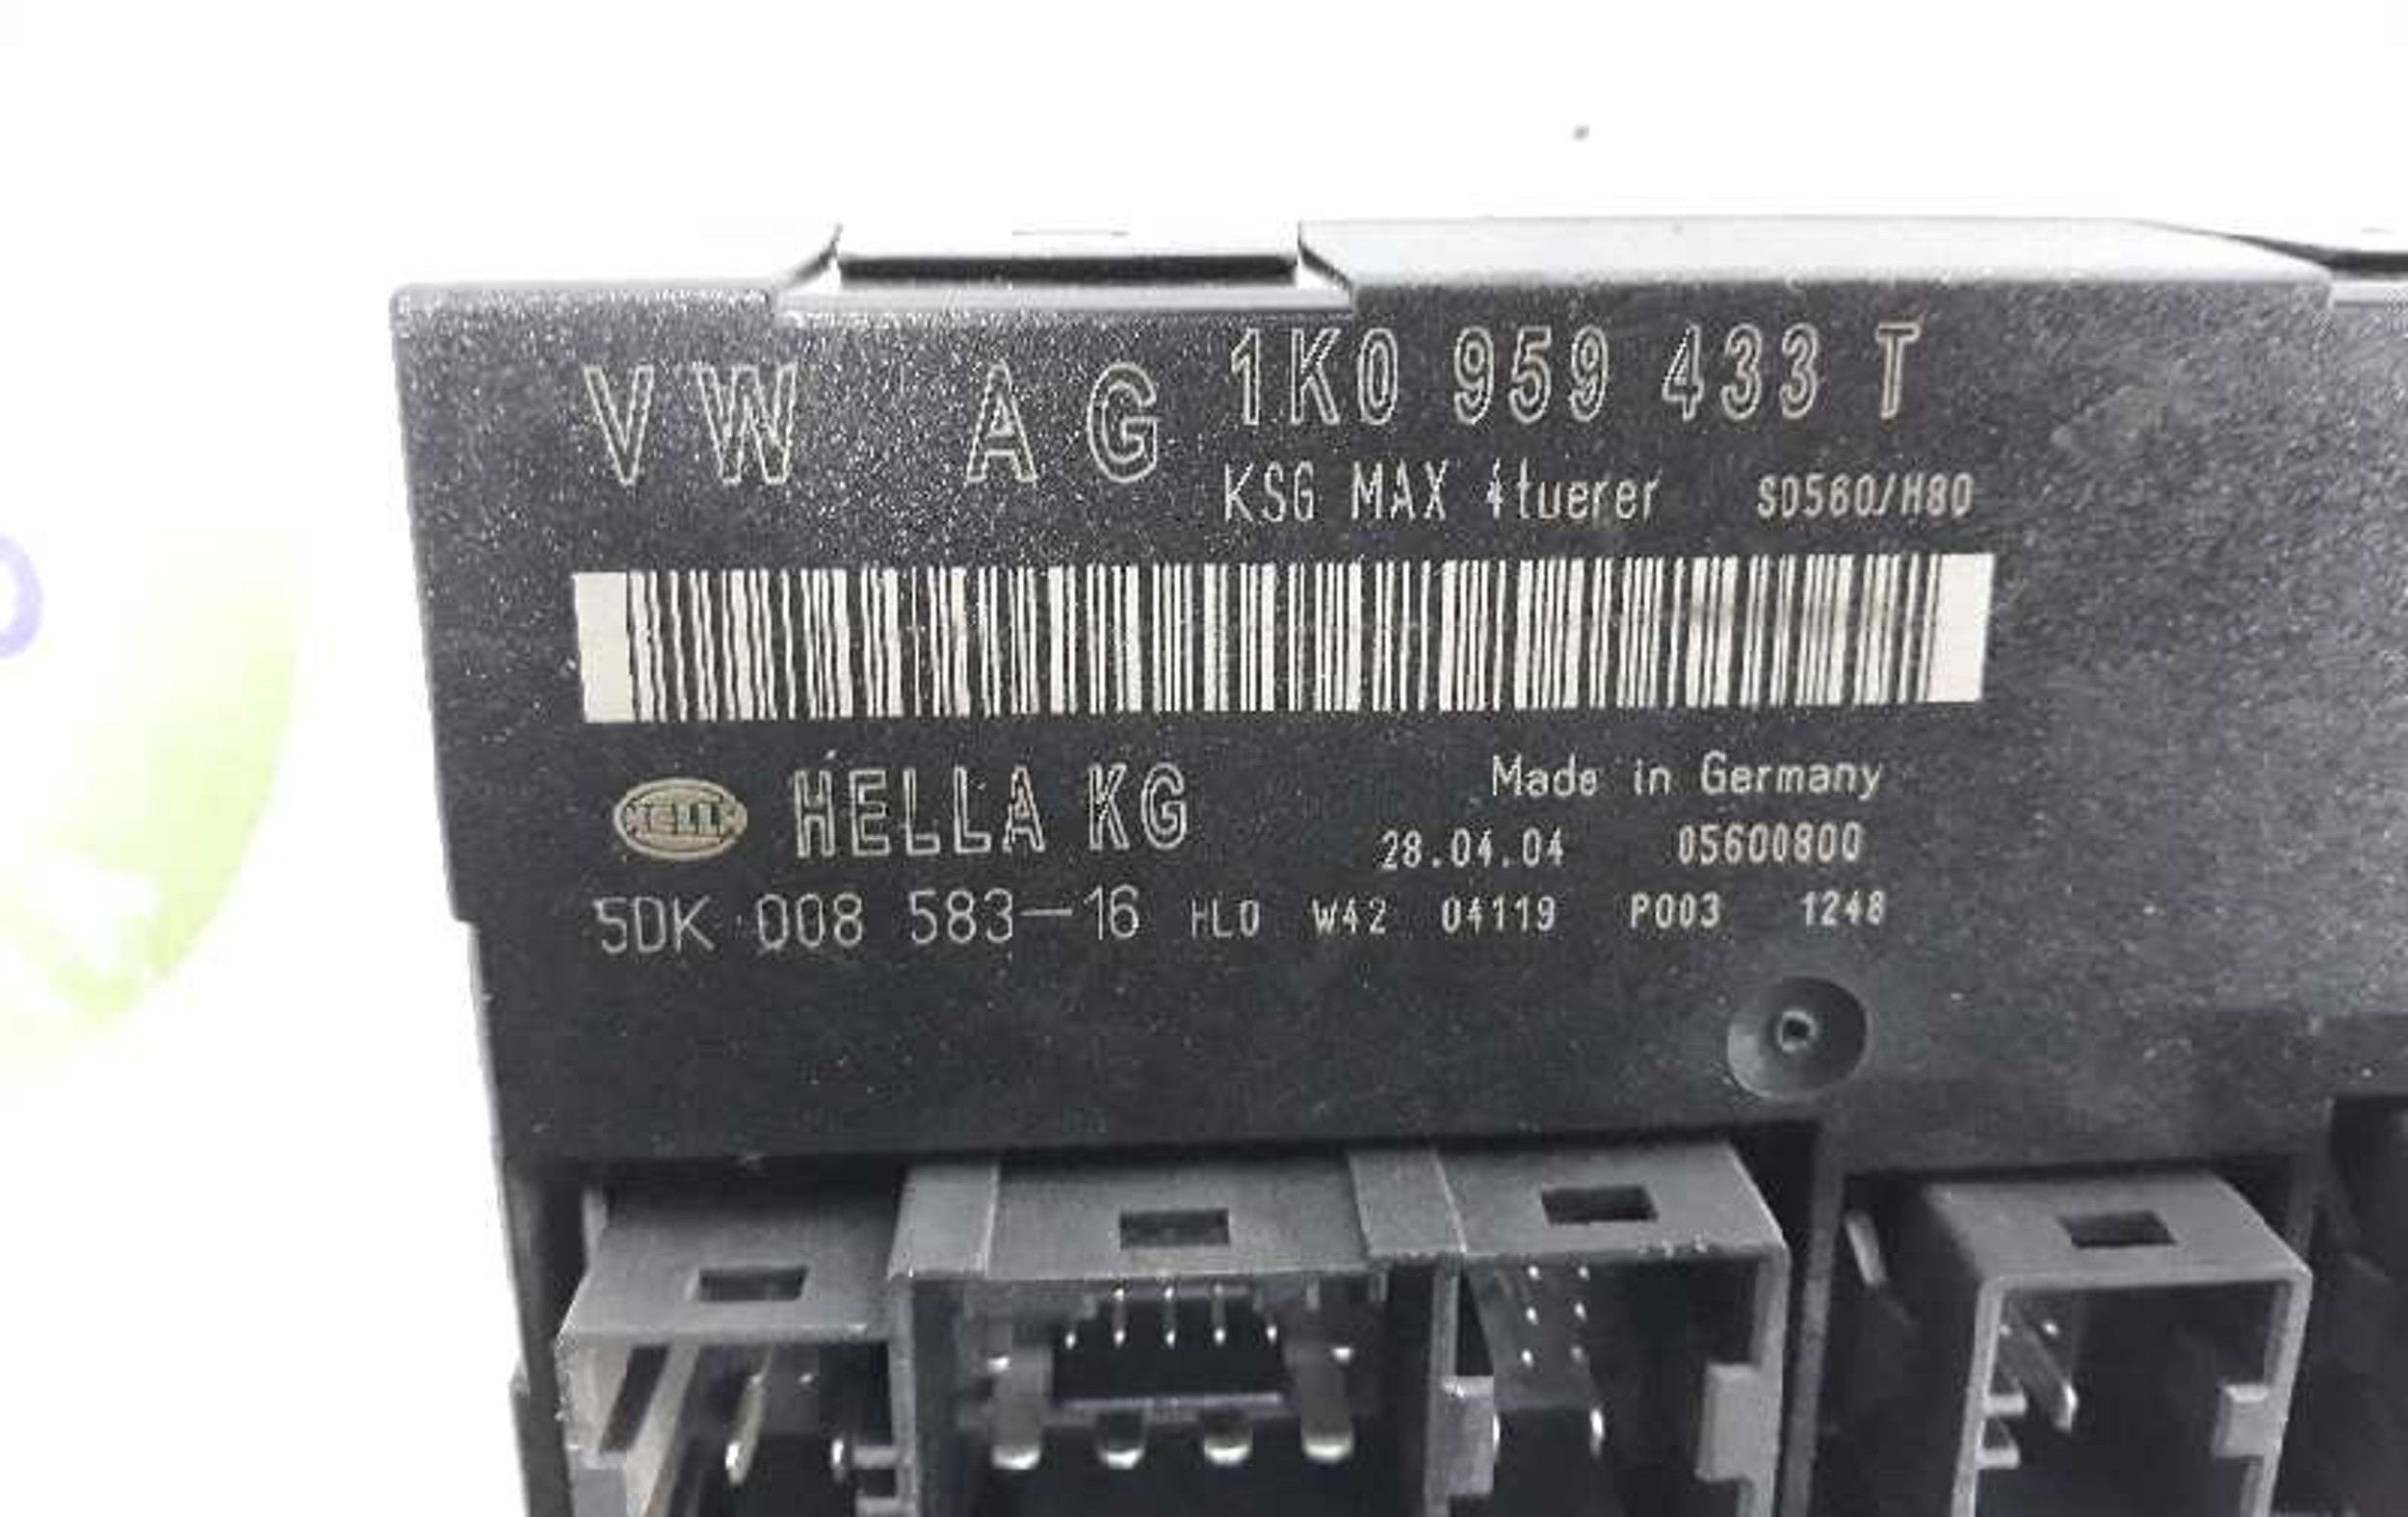 VW AG 1K0 959 433 T
KSG MAX 4tuerer SD560/H80
HELLA HELLA KG Made in Germany
28.04.04 05600800
5DK 008 583-16 HLO W42 04119 P003 1248